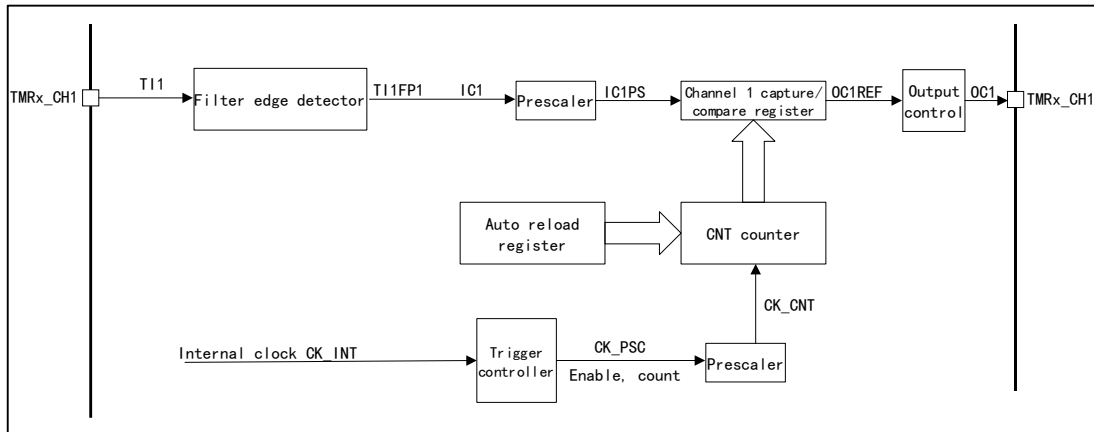 TMRx_CH1
TI1
Filter edge detector
TI1FP1
IC1
Prescaler
IC1PS
Channel 1 capture/
compare register
OC1REF
Output
control
OC1
TMRx_CH1
Auto reload
register
CNT counter
CK_CNT
Internal clock CK_INT
Trigger
controller
CK_PSC
Enable, count
Prescaler